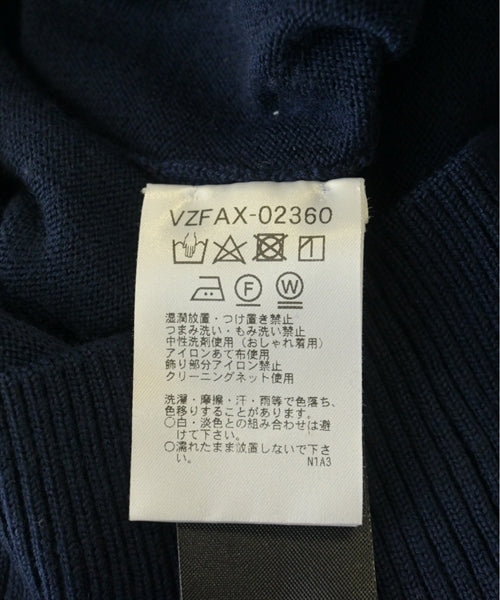 VZFAX-02360
F W
湿潤放置・つけ置き禁止
つまみ洗い・もみ洗い禁止
中性洗剤使用（おしゃれ着用）
アイロンあて布使用
飾り部分アイロン禁止
クリーニングネット使用
洗濯・摩擦・汗・雨等で色落ち、
色移りすることがあります。
○白・淡色との組み合わせは避
けて下さい。
○濡れたまま放置しないで下さ
い。 N1A3